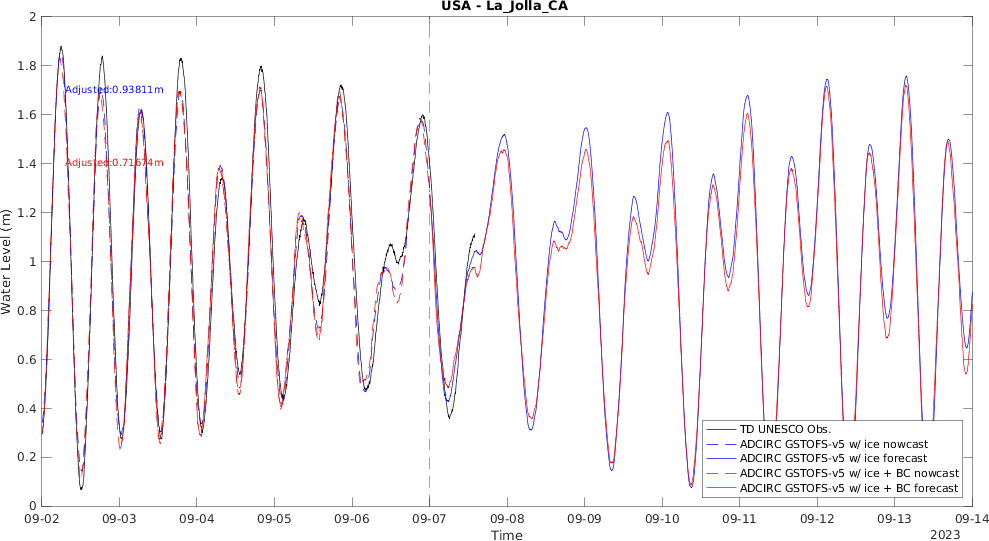 USA - La_Jolla_CA
2
1.8
1.6
1.4
1.2
1
0.8
0.6
0.4
0.2
0
Water Level (m)
Adjusted:0.93811m
Adjusted:0.71674m
TD UNESCO Obs.
ADCIRC GSTOFS-v5 w/ ice nowcast
ADCIRC GSTOFS-v5 w/ ice forecast
ADCIRC GSTOFS-v5 w/ ice + BC nowcast
ADCIRC GSTOFS-v5 w/ ice + BC forecast
09-02 09-03 09-04 09-05 09-06 09-07 09-08 09-09 09-10 09-11 09-12 09-13 09-14
Time
2023